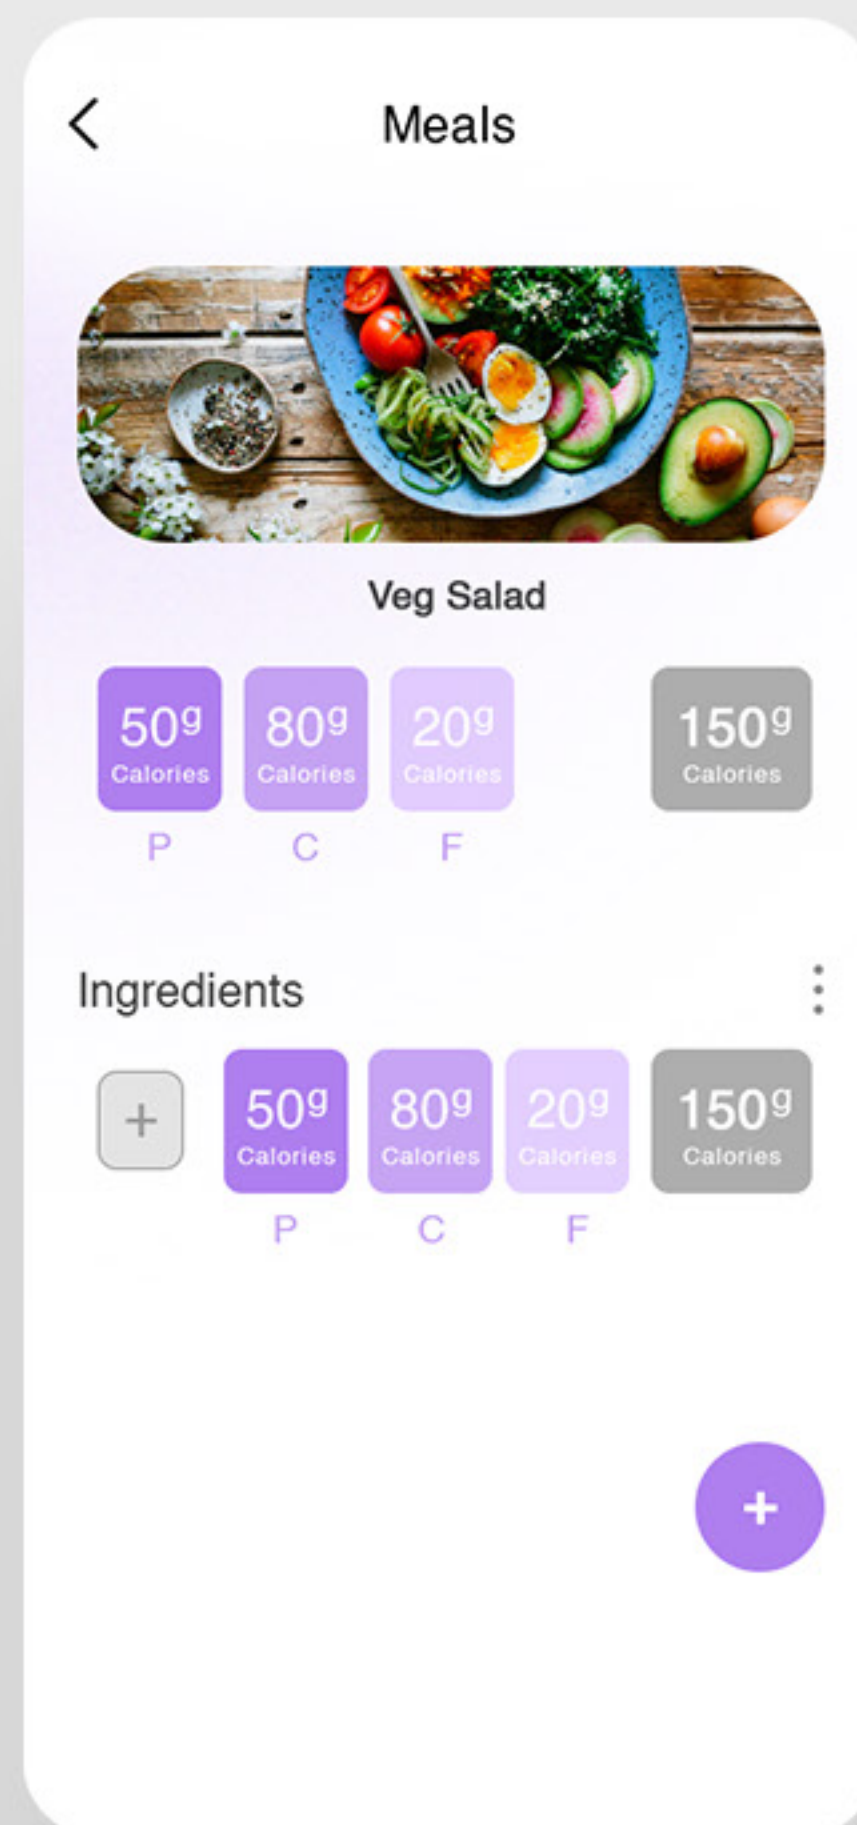 Meals
Veg Salad
50g 80g 20g 150g
Calories Calories Calories Calories
P C F
Ingredients
+ 50g 80g 20g 150g
Calories Calories Calories Calories
P C F
+